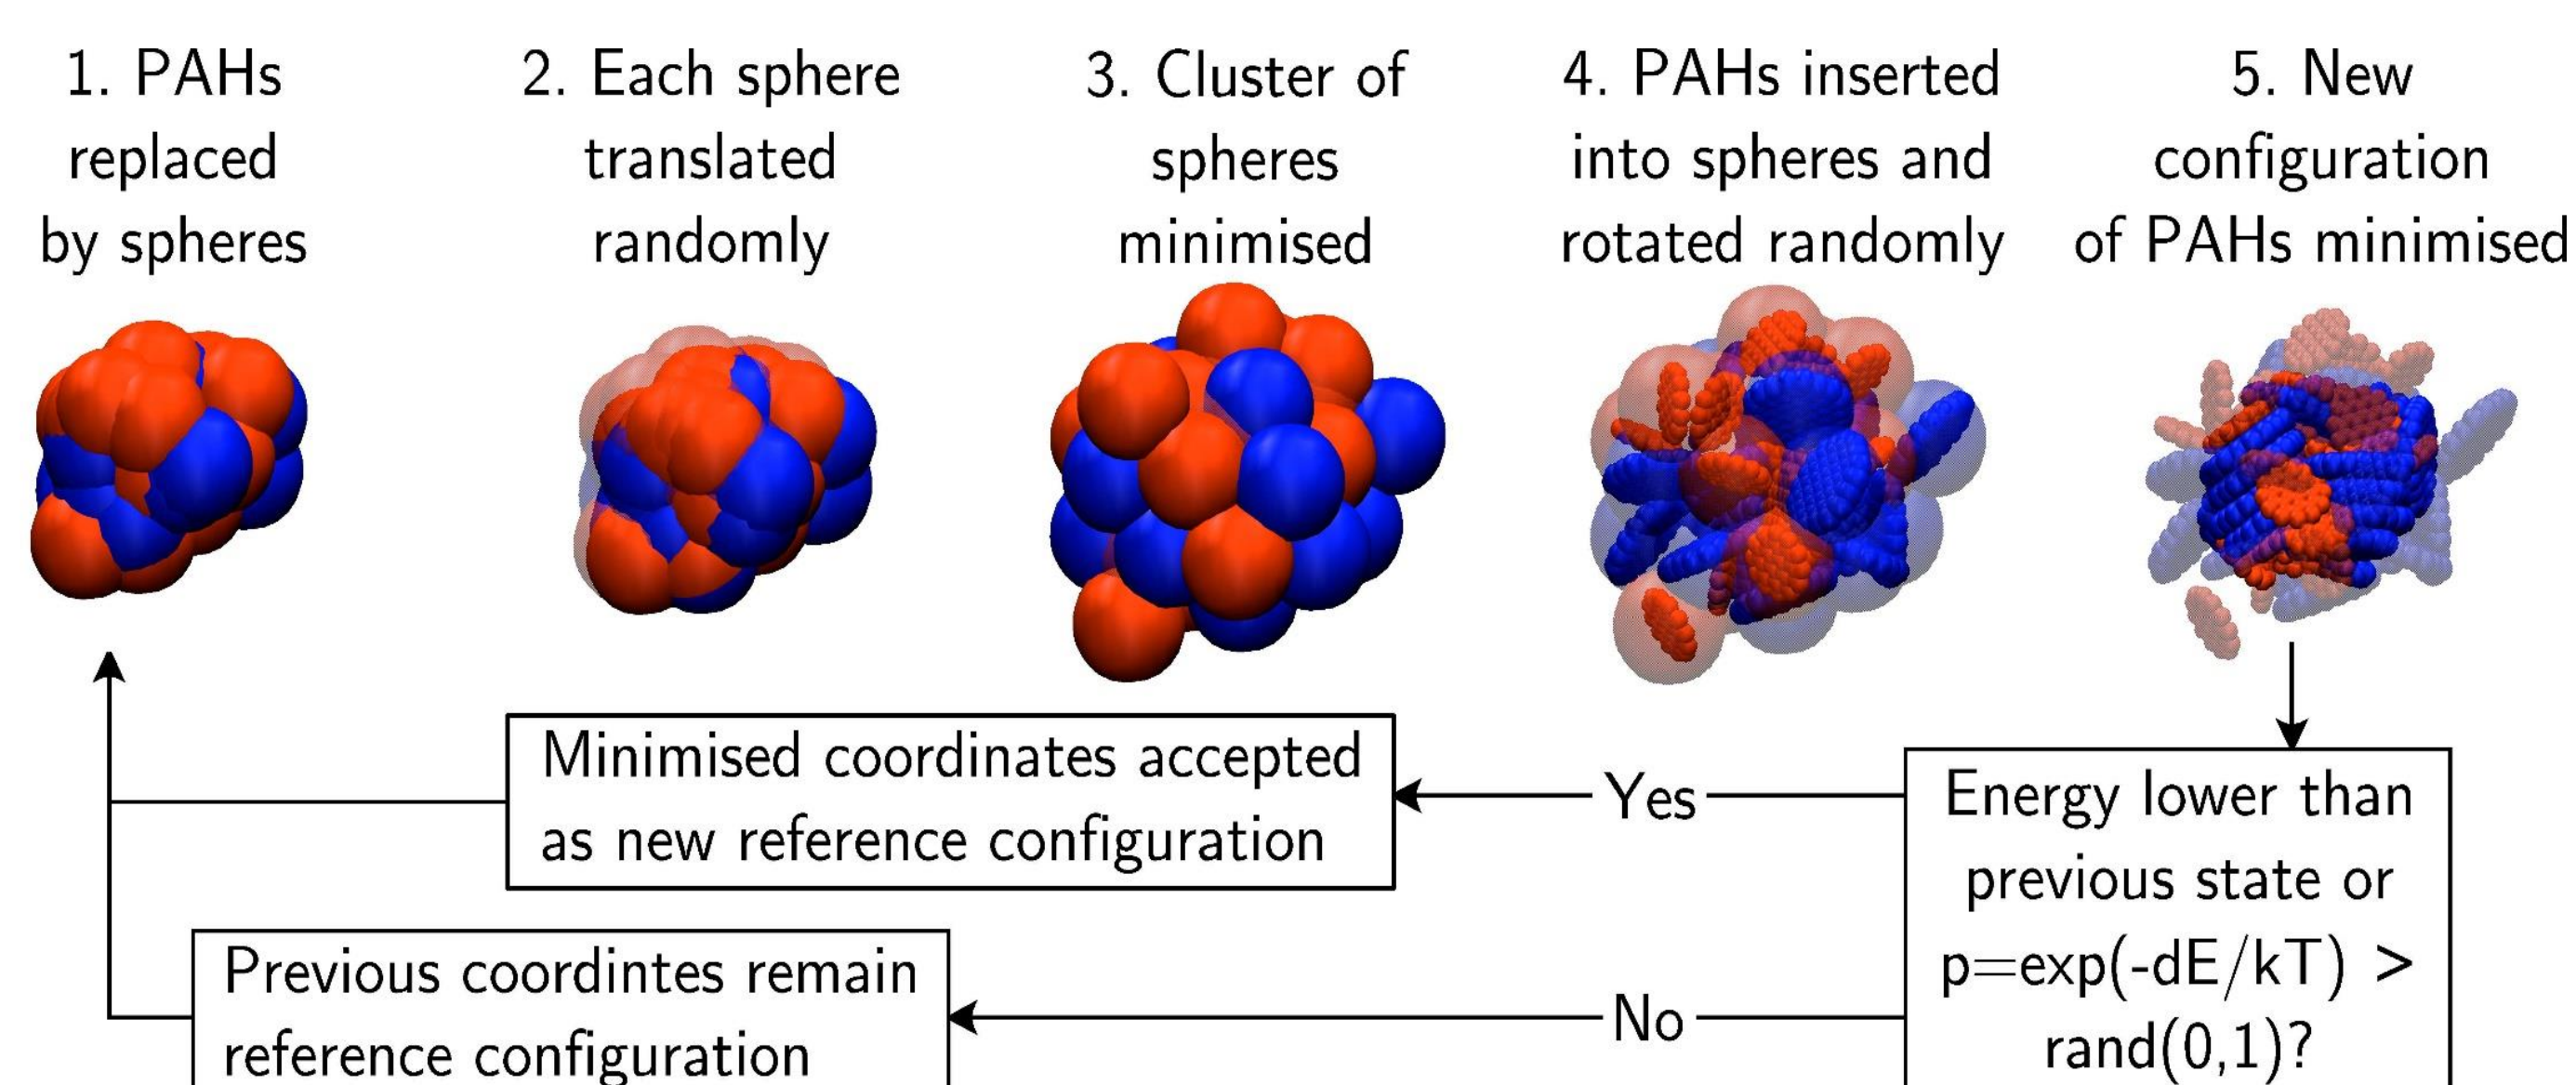 1. PAHs
replaced
by spheres
2. Each sphere
translated
randomly
3. Cluster of
spheres
minimised
4. PAHs inserted
into spheres and
rotated randomly
5. New
configuration
of PAHs minimised
Minimised coordinates accepted
as new reference configuration
Yes
Energy lower than
previous state or
p=exp(-dE/kT) >
rand(0,1)?
Previous coordintes remain
reference configuration
No